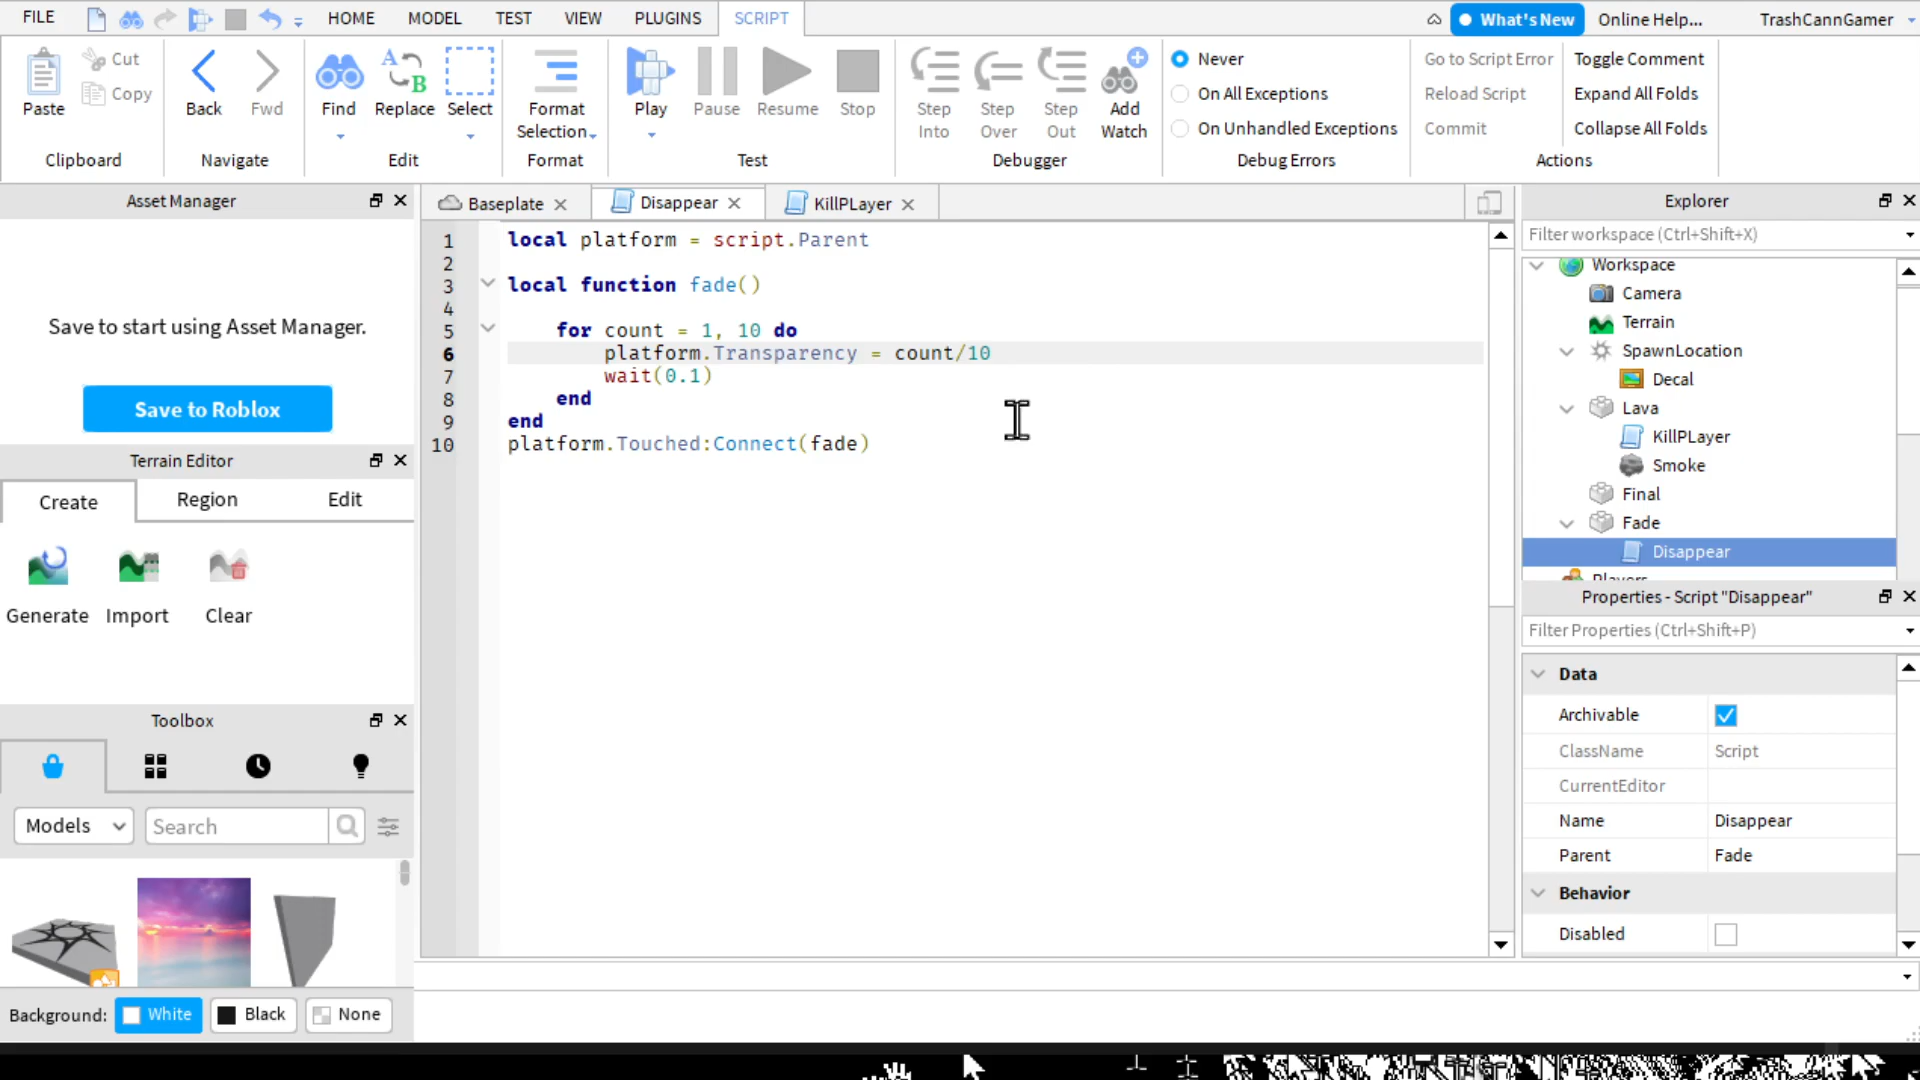 FILE HOME MODEL TEST VIEW PLUGINS SCRIPT What's New Online Help... TrashCannGamer
Paste Cut Copy Back Fwd Find Replace Select Format Selection Play Pause Resume Stop Step Into Step Over Step Out Add Watch
Never
On All Exceptions
On Unhandled Exceptions
Go to Script Error
Reload Script
Commit
Toggle Comment
Expand All Folds
Collapse All Folds
Clipboard Navigate Edit Format Test Debugger Debug Errors Actions
Asset Manager
Save to start using Asset Manager.
Save to Roblox
Terrain Editor
Create Region Edit
Generate Import Clear
Toolbox
Models Search
Background: White Black None
Baseplate Disappear KillPLayer
1 local platform = script.Parent
2
3 local function fade()
4
5 for count = 1, 10 do
6 platform.Transparency = count/10
7 wait(0.1)
8 end
9 end
10 platform.Touched:Connect(fade)
Explorer
Filter workspace (Ctrl+Shift+X)
Workspace
Camera
Terrain
SpawnLocation
Decal
Lava
KillPLayer
Smoke
Final
Fade
Disappear
Players
Properties - Script "Disappear"
Filter Properties (Ctrl+Shift+P)
Data
Archivable
ClassName Script
CurrentEditor
Name Disappear
Parent Fade
Behavior
Disabled